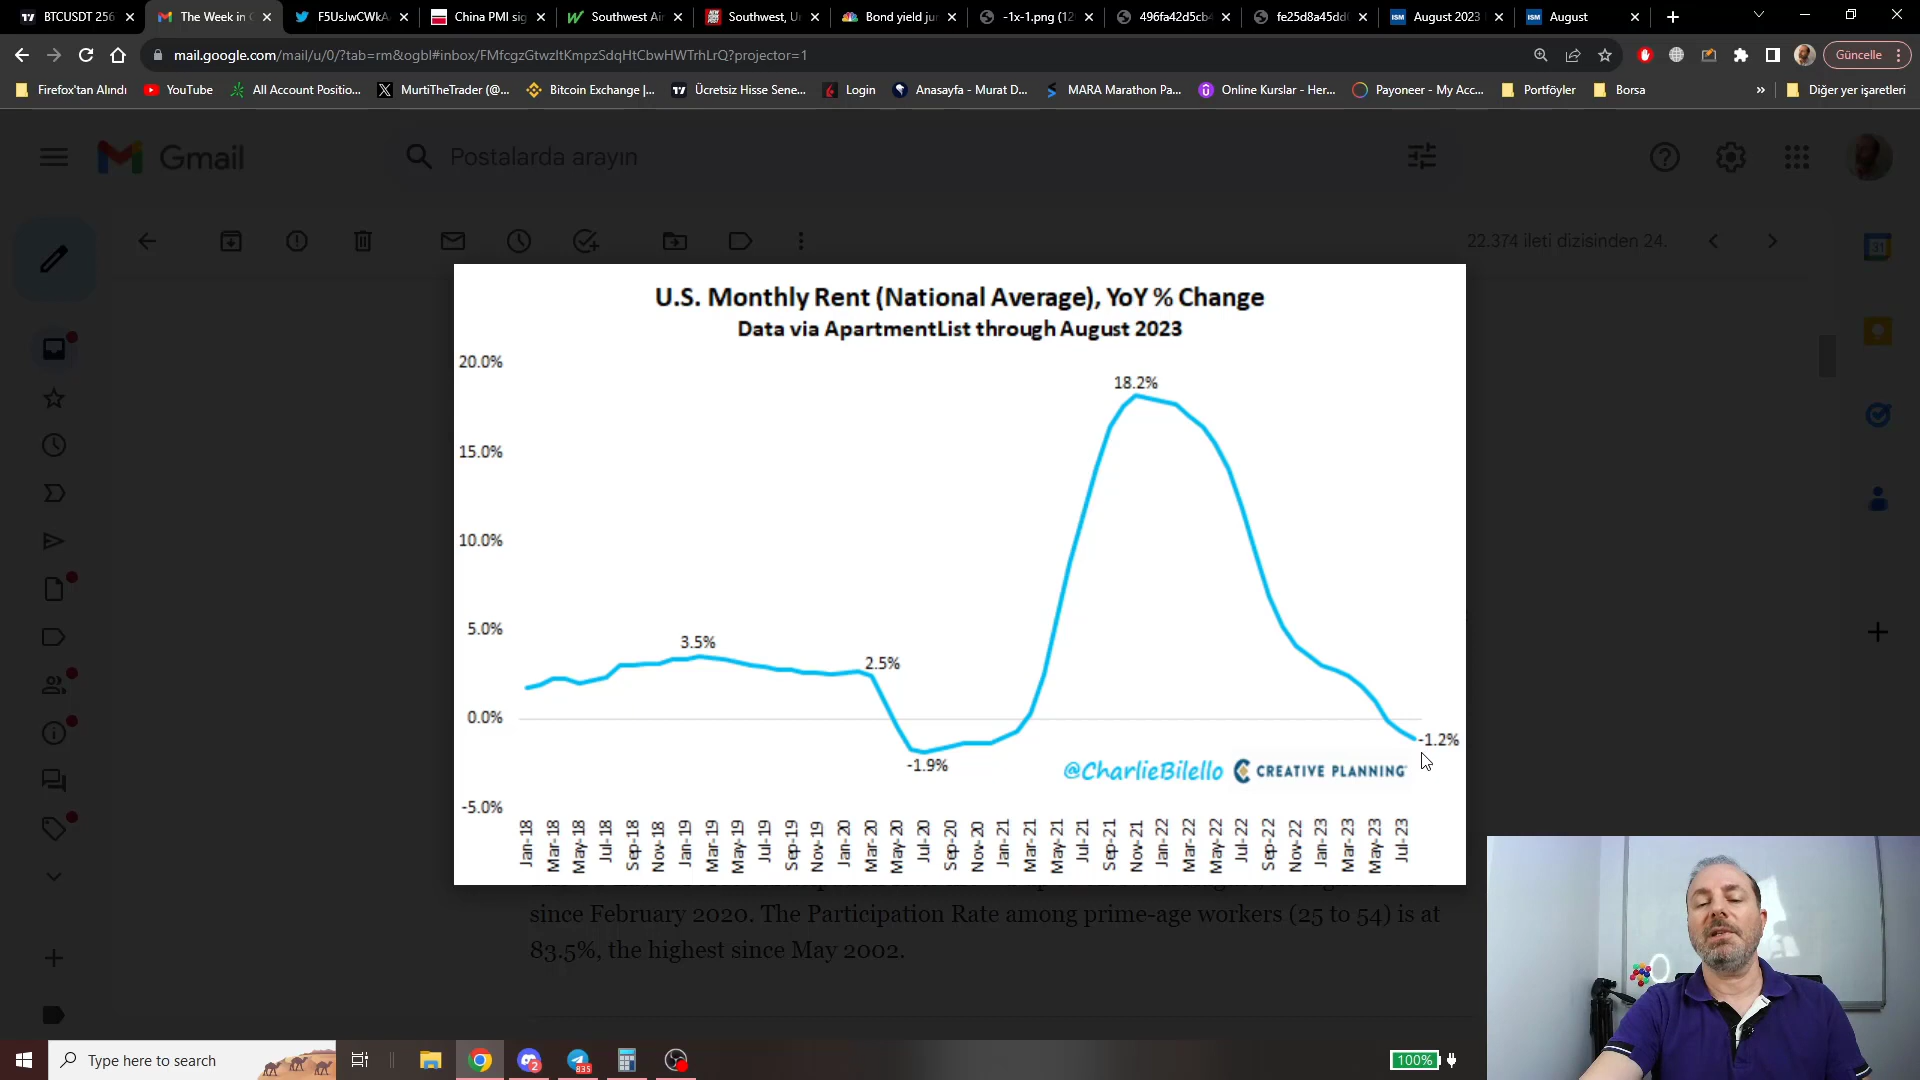 BTCUSDT 256
The Week in C
F5UsJwCWkA
China PMI sig
Southwest Air
Southwest, U
Bond yield ju
-1x-1.png (12
496fa42d5cb4
fe25d8a45dd
August 2023
August
mail.google.com/mail/u/0/?tab=rm&ogbl#inbox/FMfcgzGtwzltKmpzSdqHtCbwHWTrhLrQ?projector=1
Güncelle
Firefox'tan Alındı
YouTube
All Account Positio...
MurtiTheTrader (@...
Bitcoin Exchange |...
Ücretsiz Hisse Sene...
Login
Anasayfa - Murat D...
MARA Marathon Pa...
Online Kurslar - Her...
Payoneer - My Acc...
Portföyler
Borsa
»
Diğer yer işaretleri
Gmail
Postalarda arayın
22.374 ileti dizisinden 24.
31
U.S. Monthly Rent (National Average), YoY % Change
Data via ApartmentList through August 2023
20.0%
15.0%
10.0%
5.0%
0.0%
-5.0%
3.5%
2.5%
-1.9%
18.2%
-1.2%
@CharlieBilello
CREATIVE PLANNING
Jan-18
Mar-18
May-18
Jul-18
Sep-18
Nov-18
Jan-19
Mar-19
May-19
Jul-19
Sep-19
Nov-19
Jan-20
Mar-20
May-20
Jul-20
Sep-20
Nov-20
Jan-21
Mar-21
May-21
Jul-21
Sep-21
Nov-21
Jan-22
Mar-22
May-22
Jul-22
Sep-22
Nov-22
Jan-23
Mar-23
May-23
Jul-23
since February 2020. The Participation Rate among prime-age workers (25 to 54) is at
83.5%, the highest since May 2002.
Type here to search
2
835
100%